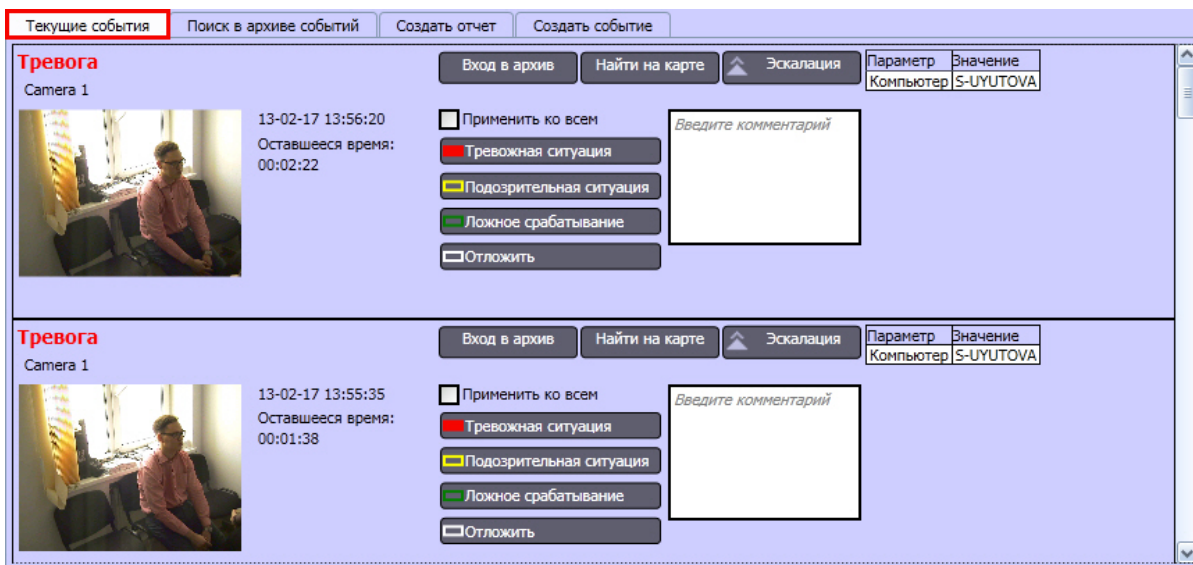 Текущие события
Поиск в архиве событий
Создать отчет
Создать событие
Тревога
Camera 1
Вход в архив
Найти на карте
Эскалация
Параметр Значение
Компьютер S-UYUTOVA
13-02-17 13:56:20
Оставшееся время:
00:02:22
Применить ко всем
Тревожная ситуация
Подозрительная ситуация
Ложное срабатывание
Отложить
Введите комментарий
Тревога
Camera 1
Вход в архив
Найти на карте
Эскалация
Параметр Значение
Компьютер S-UYUTOVA
13-02-17 13:55:35
Оставшееся время:
00:01:38
Применить ко всем
Тревожная ситуация
Подозрительная ситуация
Ложное срабатывание
Отложить
Введите комментарий